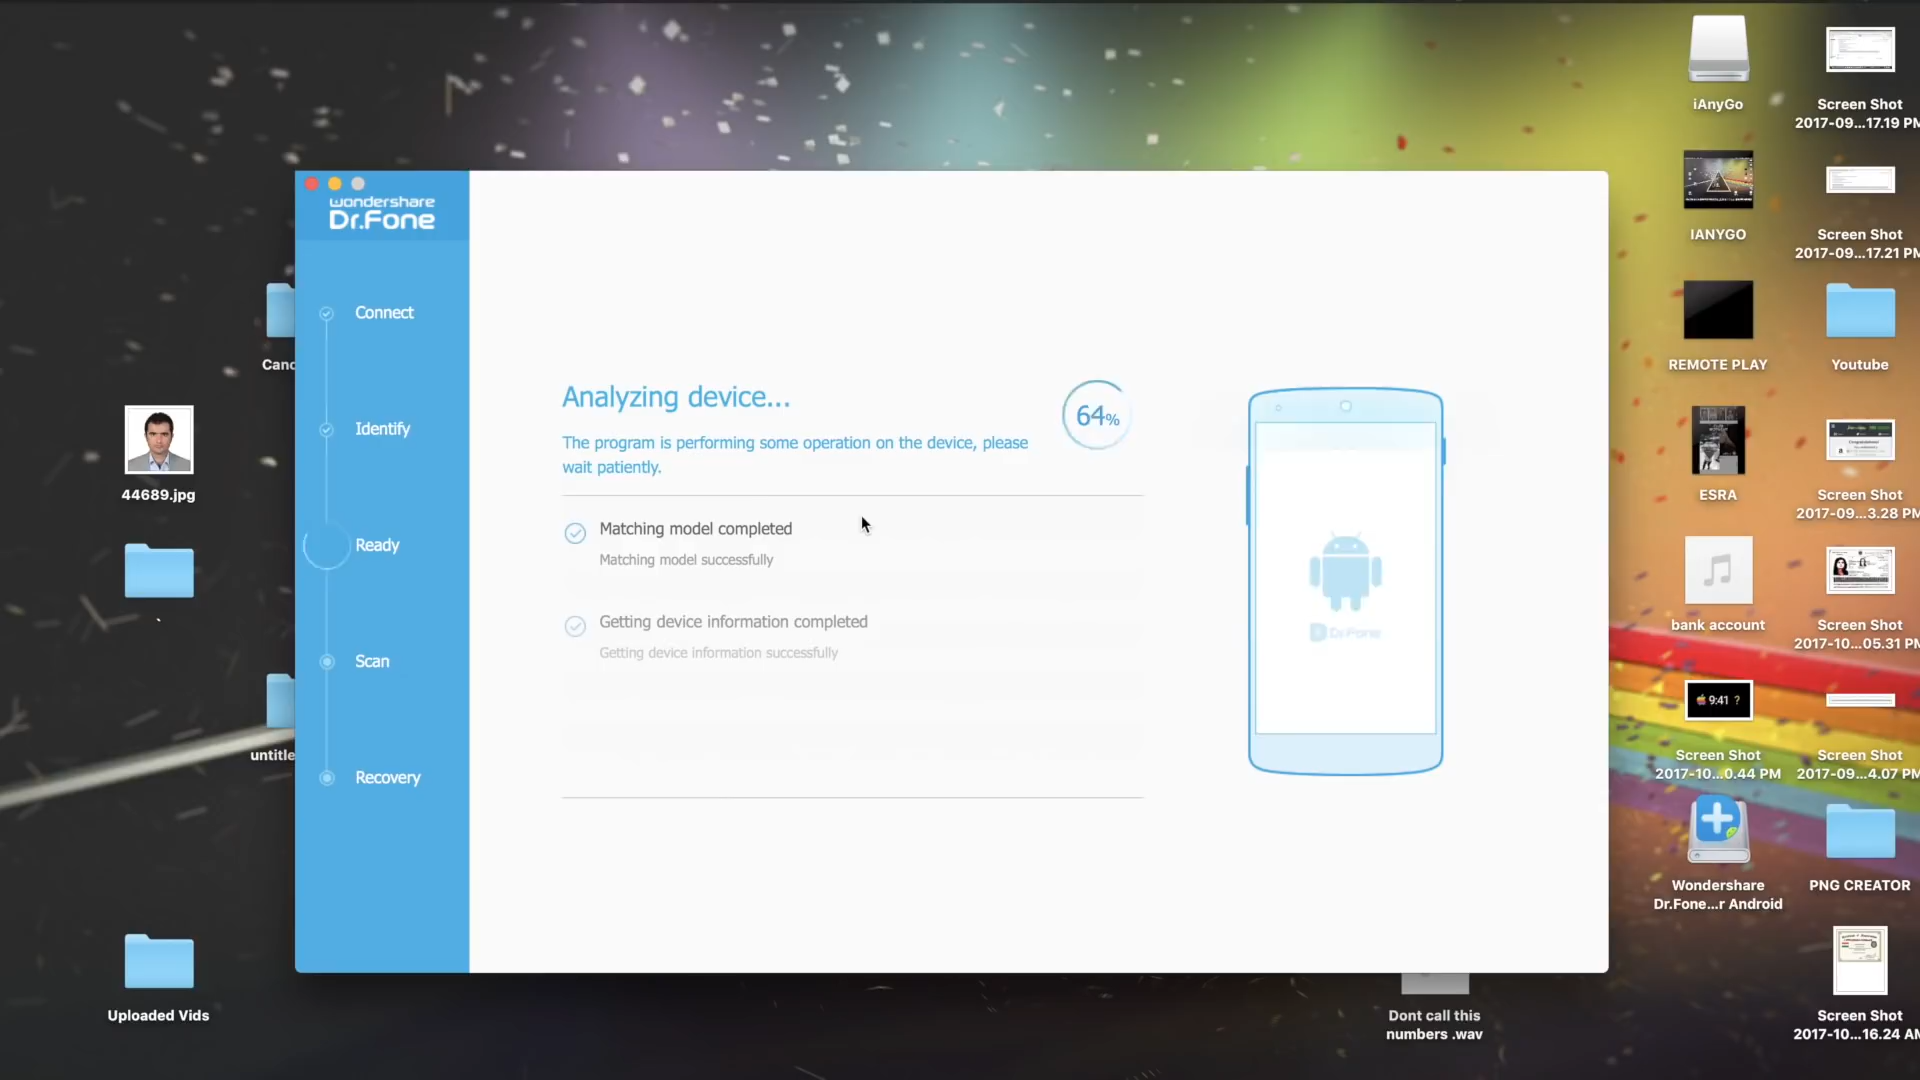 wondershare
Dr.Fone
Connect
Identify
Ready
Scan
Recovery
Analyzing device...
64%
The program is performing some operation on the device, please
wait patiently.
Matching model completed
Matching model successfully
Getting device information completed
Getting device information successfully
Dr.Fone
Canc
44689.jpg
untitle
Uploaded Vids
iAnyGo
IANYGO
REMOTE PLAY
ESRA
bank account
9:41 ?
Screen Shot
2017-10...0.44 PM
Wondershare
Dr.Fone...r Android
Dont call this
numbers .wav
Screen Shot
2017-09...17.19 PM
Screen Shot
2017-09...17.21 PM
Youtube
Screen Shot
2017-09...3.28 PM
Screen Shot
2017-10...05.31 PM
Screen Shot
2017-09...4.07 PM
PNG CREATOR
Screen Shot
2017-10...16.24 AM